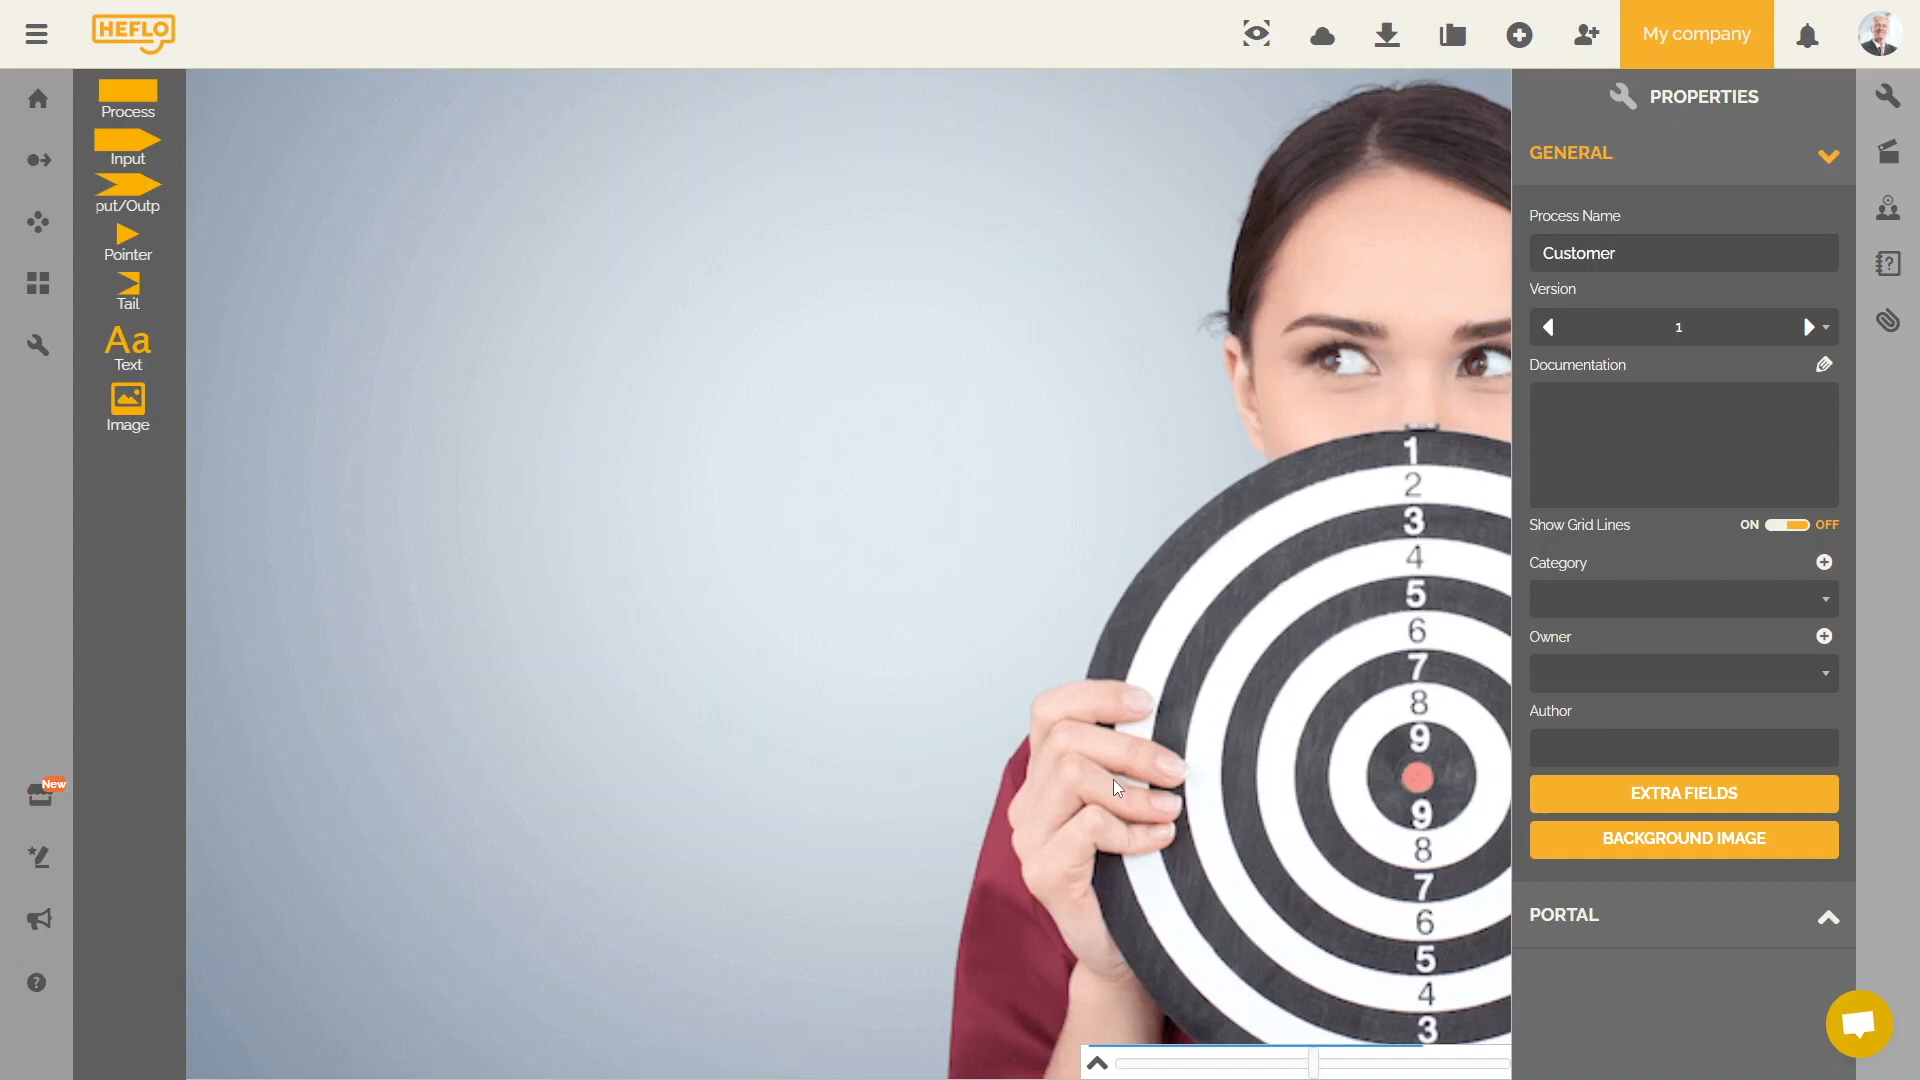 HEFLO
My company
Process
Input
put/Outp
Pointer
Tail
Aa
Text
Image
New
1
2
3
4
5
6
7
8
9
9
8
7
6
5
4
3
PROPERTIES
GENERAL
Process Name
Customer
Version
1
Documentation
Show Grid Lines ON OFF
Category
Owner
Author
EXTRA FIELDS
BACKGROUND IMAGE
PORTAL